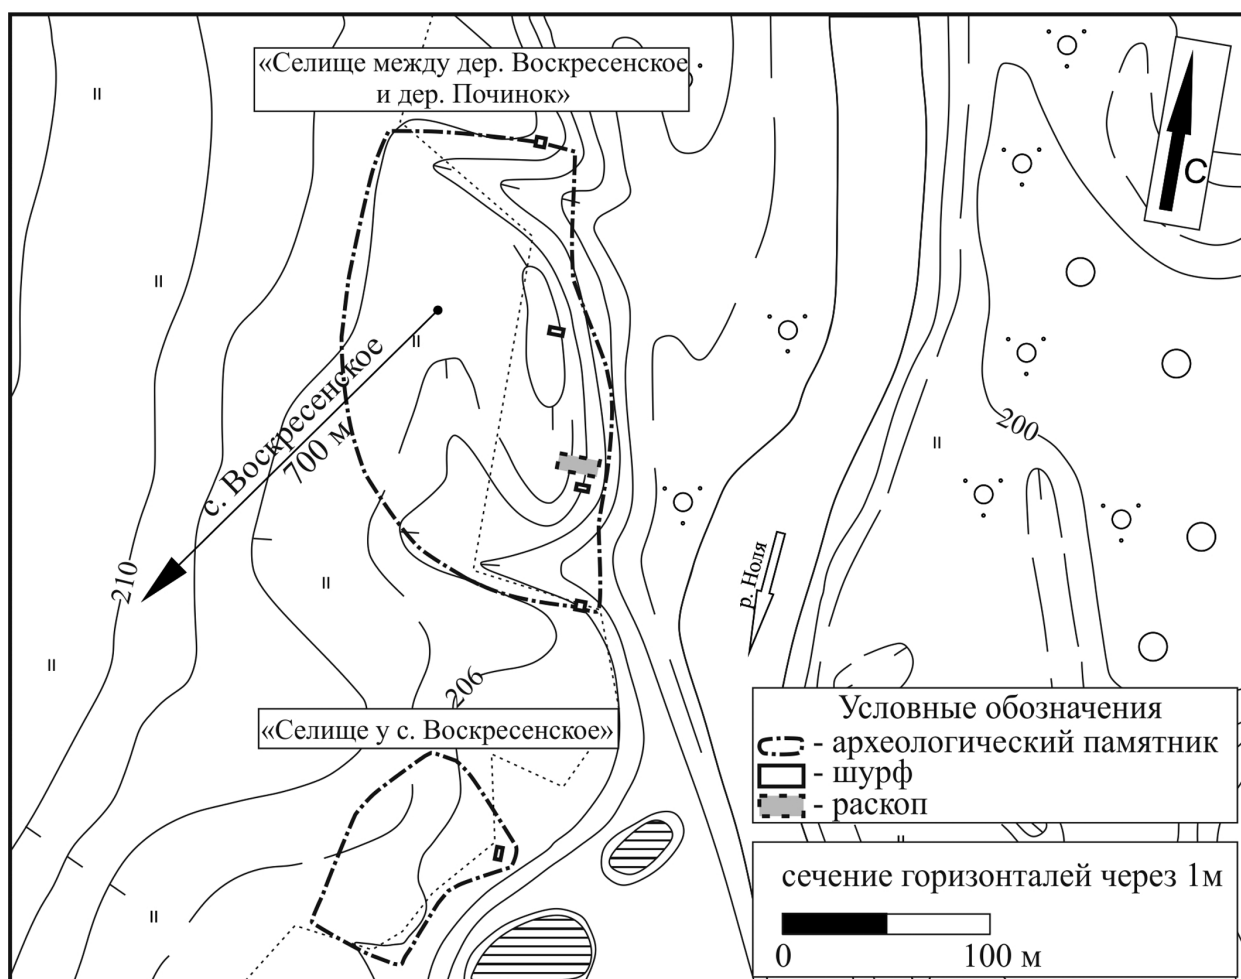 «Селище между дер. Воскресенское
и дер. Починок»
С
с. Воскресенское
700 м
200
210
р. Ноля
206
«Селище у с. Воскресенское»
Условные обозначения
- археологический памятник
- шурф
- раскоп
сечение горизонталей через 1м
0 100 м